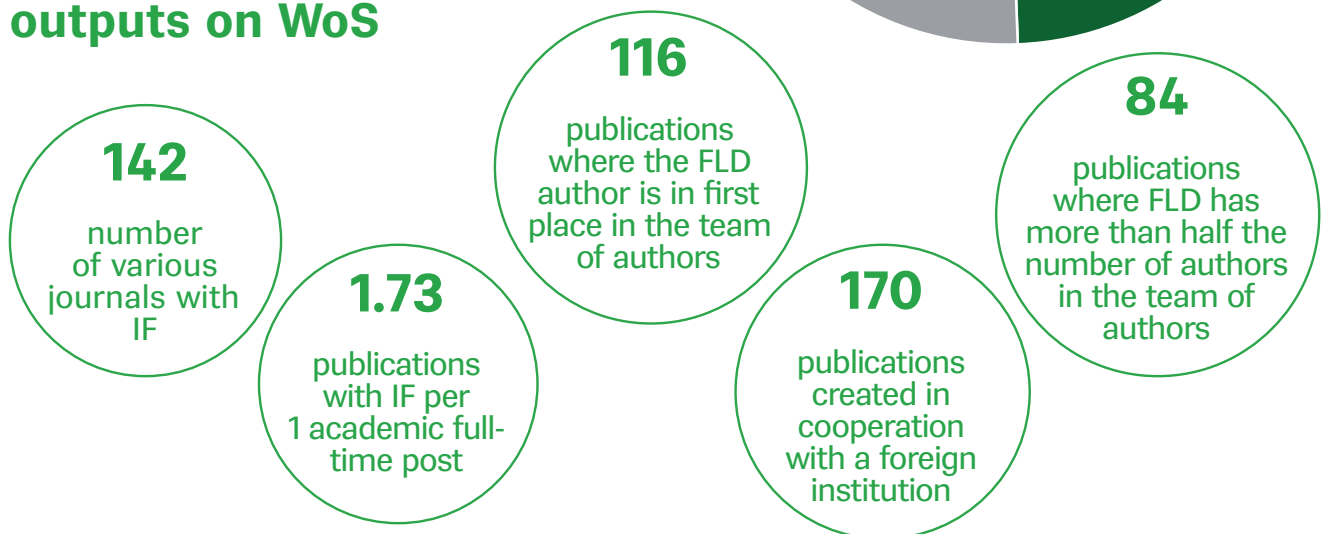 outputs on WoS
142
number
of various
journals with
IF
1.73
publications
with IF per
1 academic full-
time post
116
publications
where the FLD
author is in first
place in the team
of authors
170
publications
created in
cooperation
with a foreign
institution
84
publications
where FLD has
more than half the
number of authors
in the team of
authors